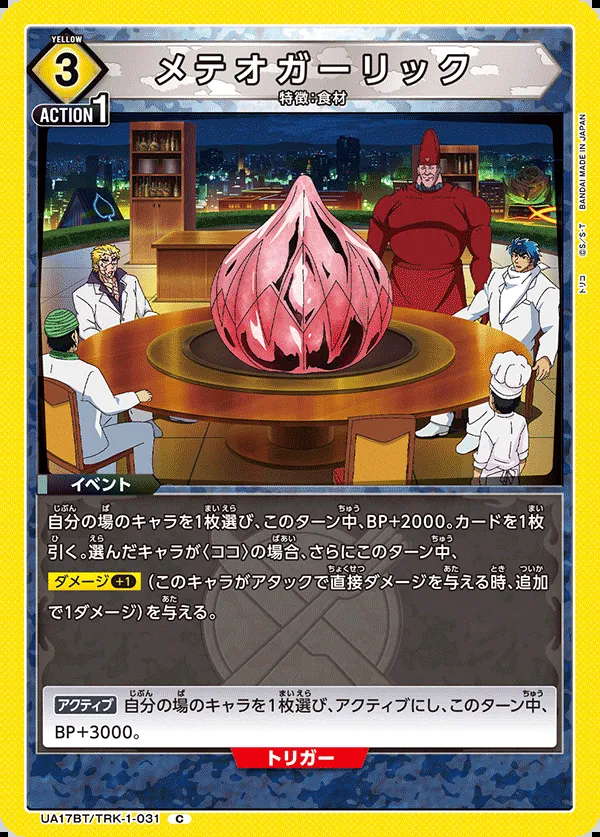 YELLOW
3
ACTION 1
メテオガーリック
特徴:食材
トリコ ©S／S・T BANDAI MADE IN JAPAN
イベント
自分の場のキャラを1枚選び、このターン中、BP+2000。カードを1枚
引く。選んだキャラが〈ココ〉の場合、さらにこのターン中、
ダメージ+1 (このキャラがアタックで直接ダメージを与える時、追加
で1ダメージ)を与える。
アクティブ 自分の場のキャラを1枚選び、アクティブにし、このターン中、
BP+3000。
トリガー
UA17BT/TRK-1-031 C